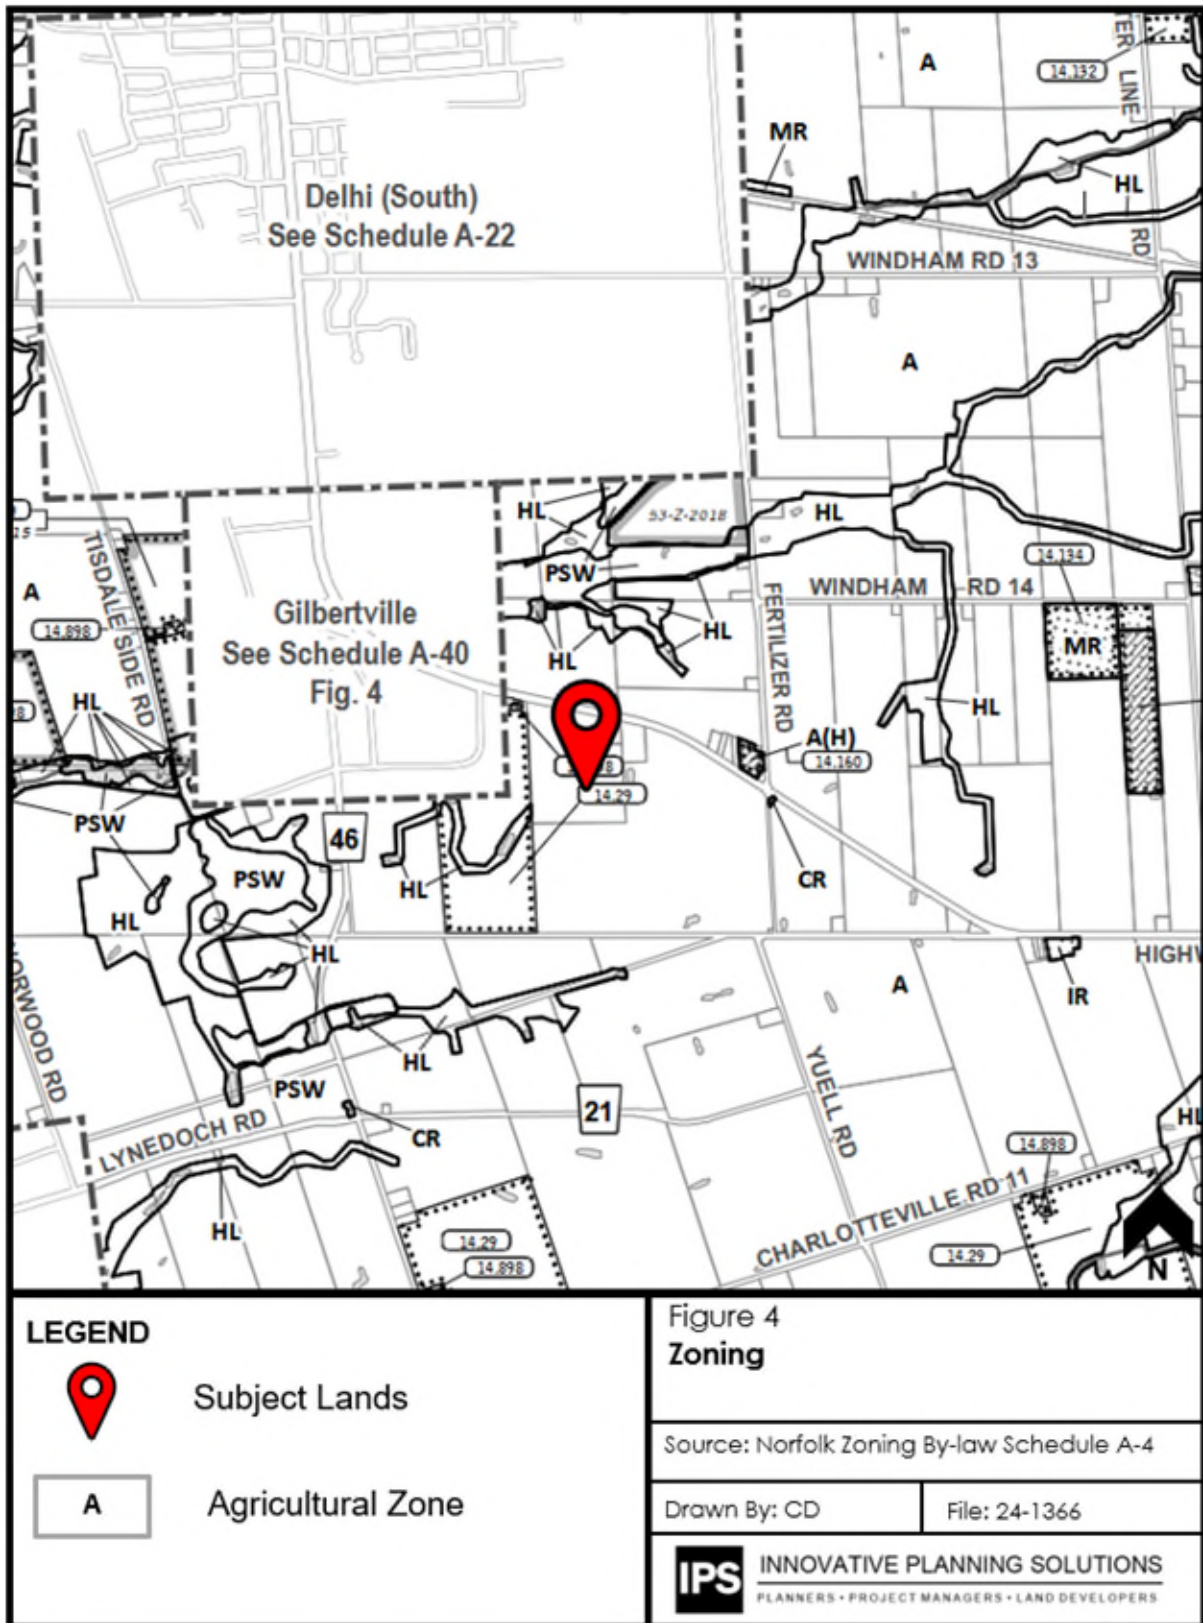 A
14.132
TER LINE RD
MR
HL
Delhi (South)
See Schedule A-22
WINDHAM RD 13
A
HL
53-Z-2018
HL
15
TISDALE SIDE RD
PSW
14.134
A
WINDHAM RD 14
FERTILIZER RD
14.898
Gilbertville
See Schedule A-40
Fig. 4
HL
MR
HL
HL
HL
A(H)
14.160
14.29
PSW
46
CR
PSW
HL
HL
HL
HIGHW
A
IR
NORWOOD RD
HL
YUELL RD
PSW
21
LYNEDOCH RD
CR
HL
14.898
CHARLOTTEVILLE RD 11
HL
14.29
14.898
14.29
N
LEGEND
Subject Lands
A
Agricultural Zone
Figure 4
Zoning
Source: Norfolk Zoning By-law Schedule A-4
Drawn By: CD
File: 24-1366
IPS
INNOVATIVE PLANNING SOLUTIONS
PLANNERS • PROJECT MANAGERS • LAND DEVELOPERS